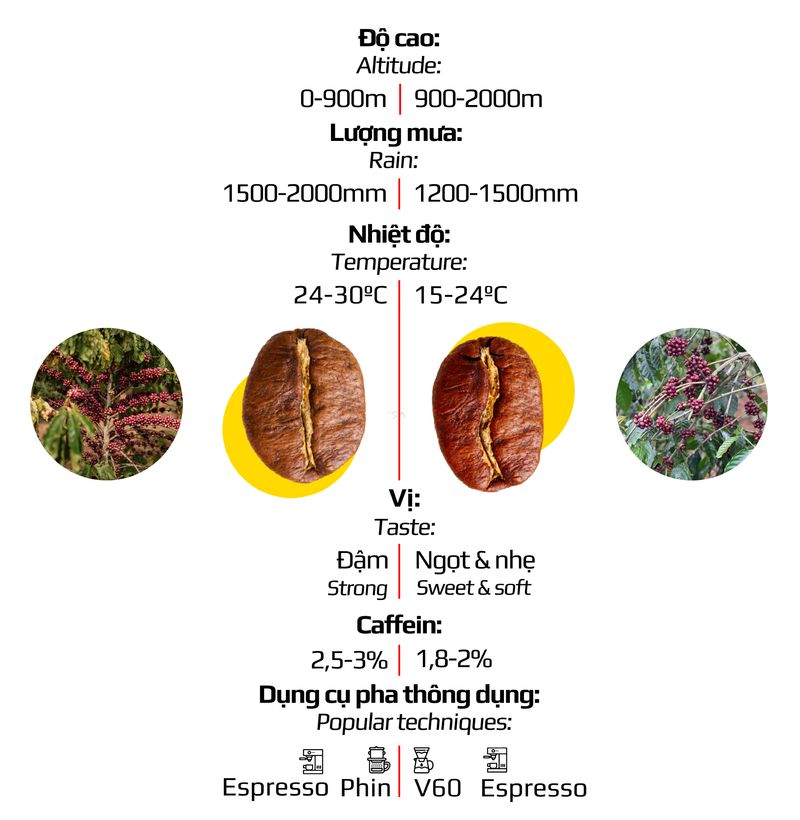 Độ cao:
Altitude:
0-900m | 900-2000m
Lượng mưa:
Rain:
1500-2000mm | 1200-1500mm
Nhiệt độ:
Temperature:
24-30ºC | 15-24ºC
Vị:
Taste:
Đậm | Ngọt & nhẹ
Strong | Sweet & soft
Caffein:
2,5-3% | 1,8-2%
Dụng cụ pha thông dụng:
Popular techniques:
Espresso Phin | V60 Espresso